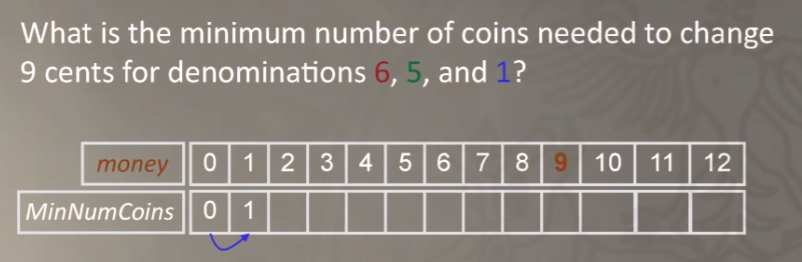 What is the minimum number of coins needed to change
9 cents for denominations 6, 5, and 1?
money 0 1 2 3 4 5 6 7 8 9 10 11 12
MinNumCoins 0 1